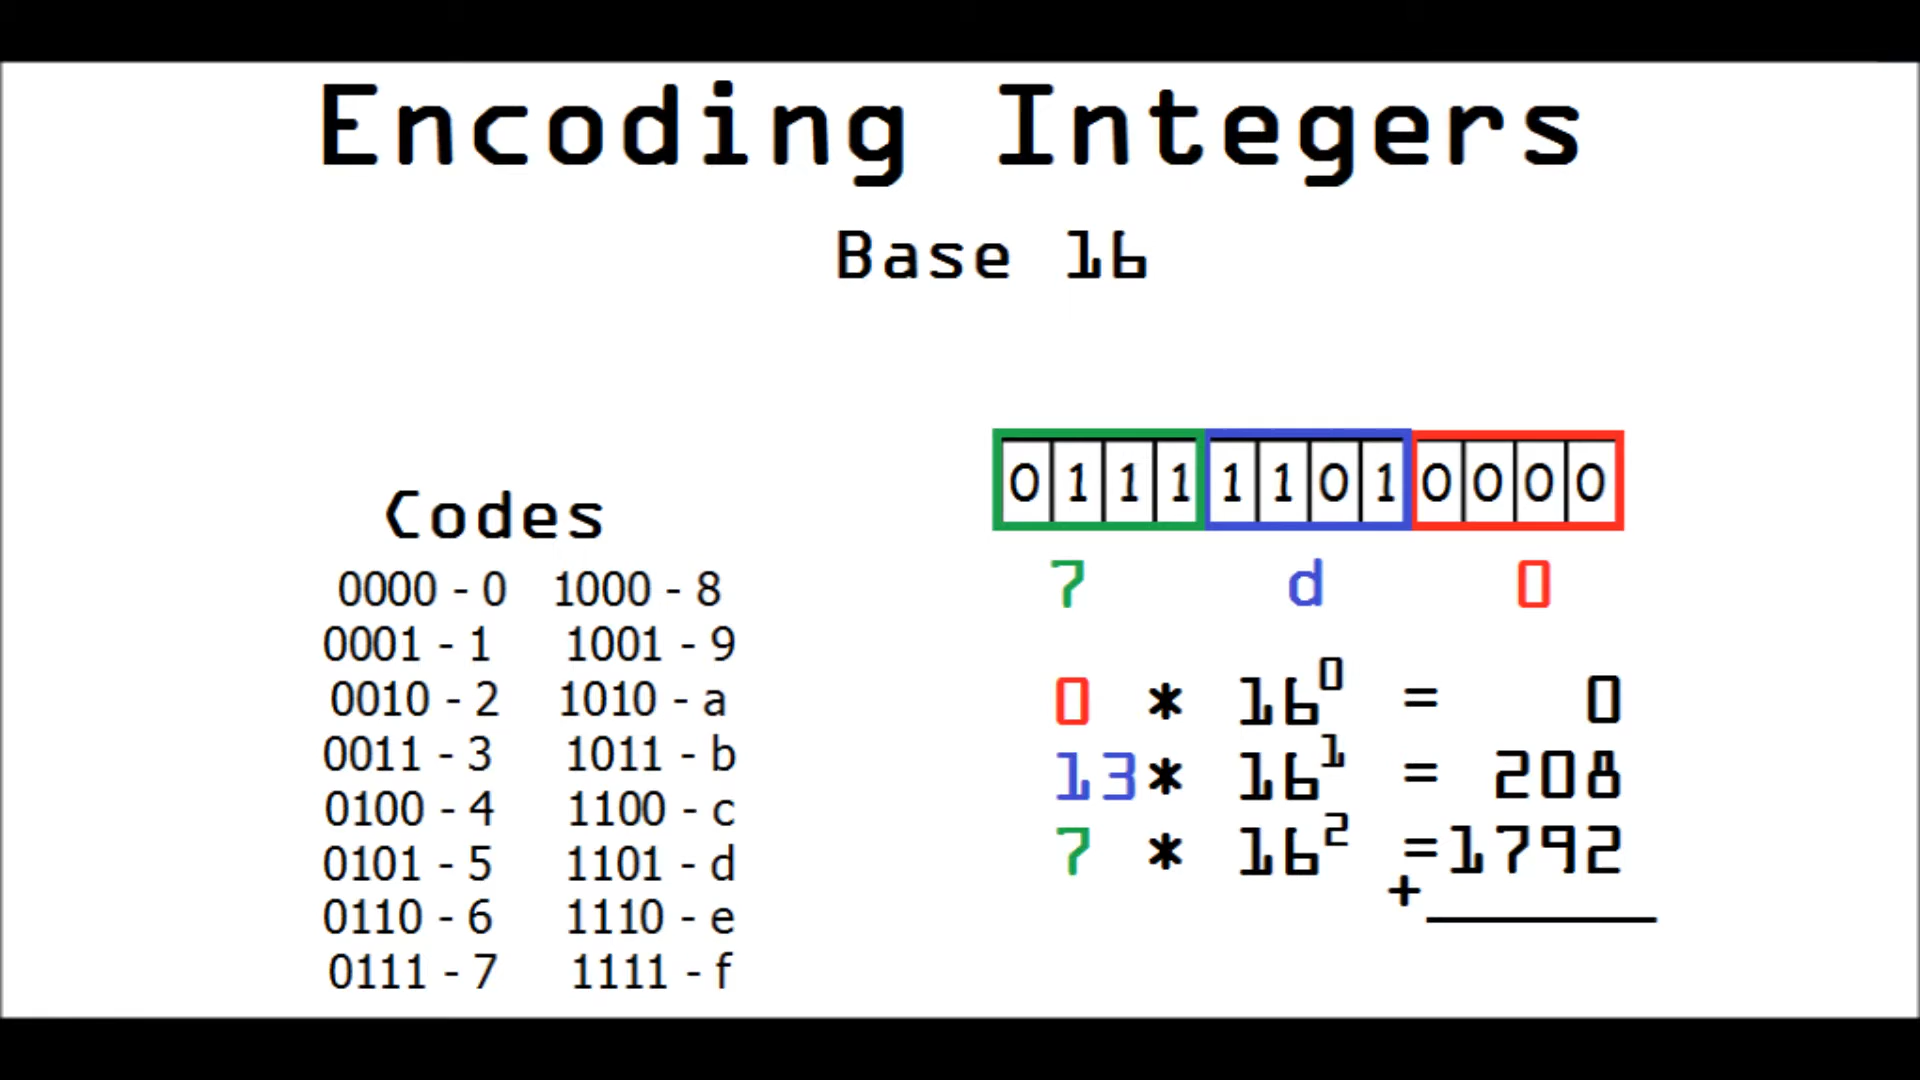 Encoding Integers
Base 16
Codes
0000 - 0 1000 - 8
0001 - 1 1001 - 9
0010 - 2 1010 - a
0011 - 3 1011 - b
0100 - 4 1100 - c
0101 - 5 1101 - d
0110 - 6 1110 - e
0111 - 7 1111 - f
0 1 1 1 1 1 0 1 0 0 0 0
7 d 0
0 * 16⁰ = 0
13 * 16¹ = 208
7 * 16² = 1792
+